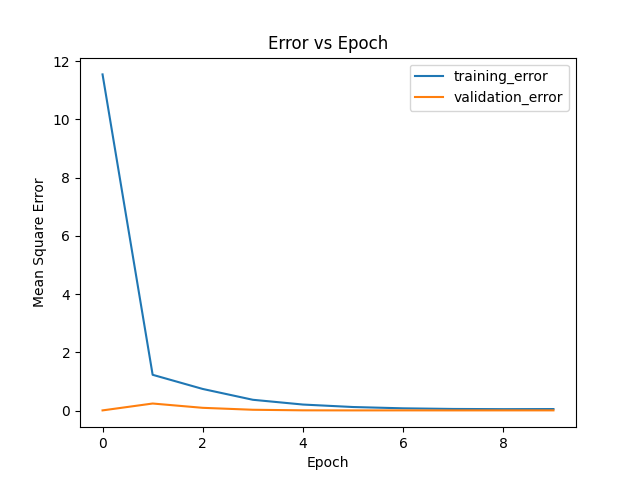 Error vs Epoch
12
10
8
6
4
2
0
Mean Square Error
training_error
validation_error
0 2 4 6 8
Epoch